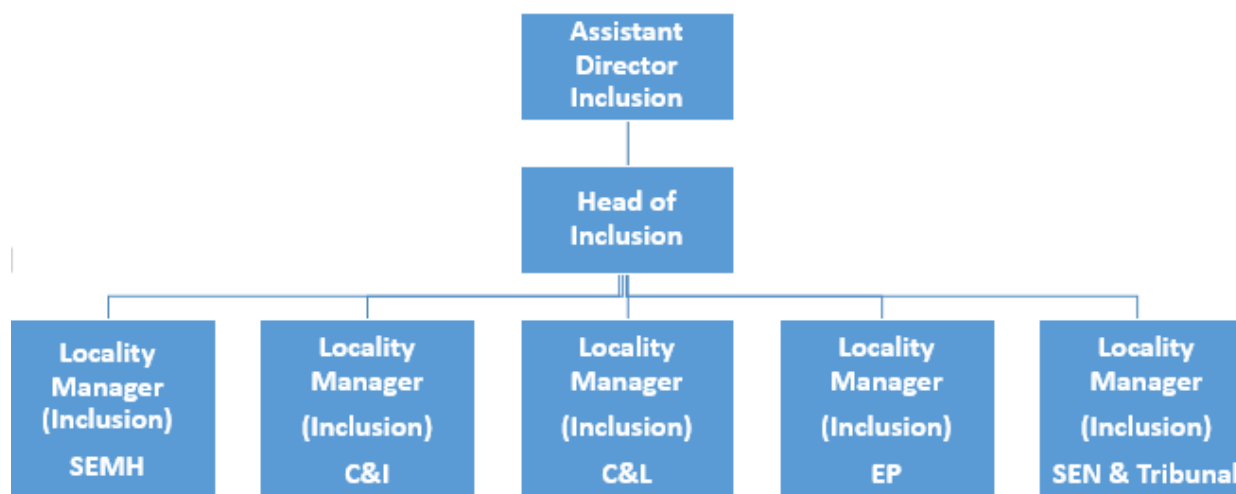 Assistant
Director
Inclusion
Head of
Inclusion
Locality
Manager
(Inclusion)
SEMH
Locality
Manager
(Inclusion)
C&I
Locality
Manager
(Inclusion)
C&L
Locality
Manager
(Inclusion)
EP
Locality
Manager
(Inclusion)
SEN & Tribunal